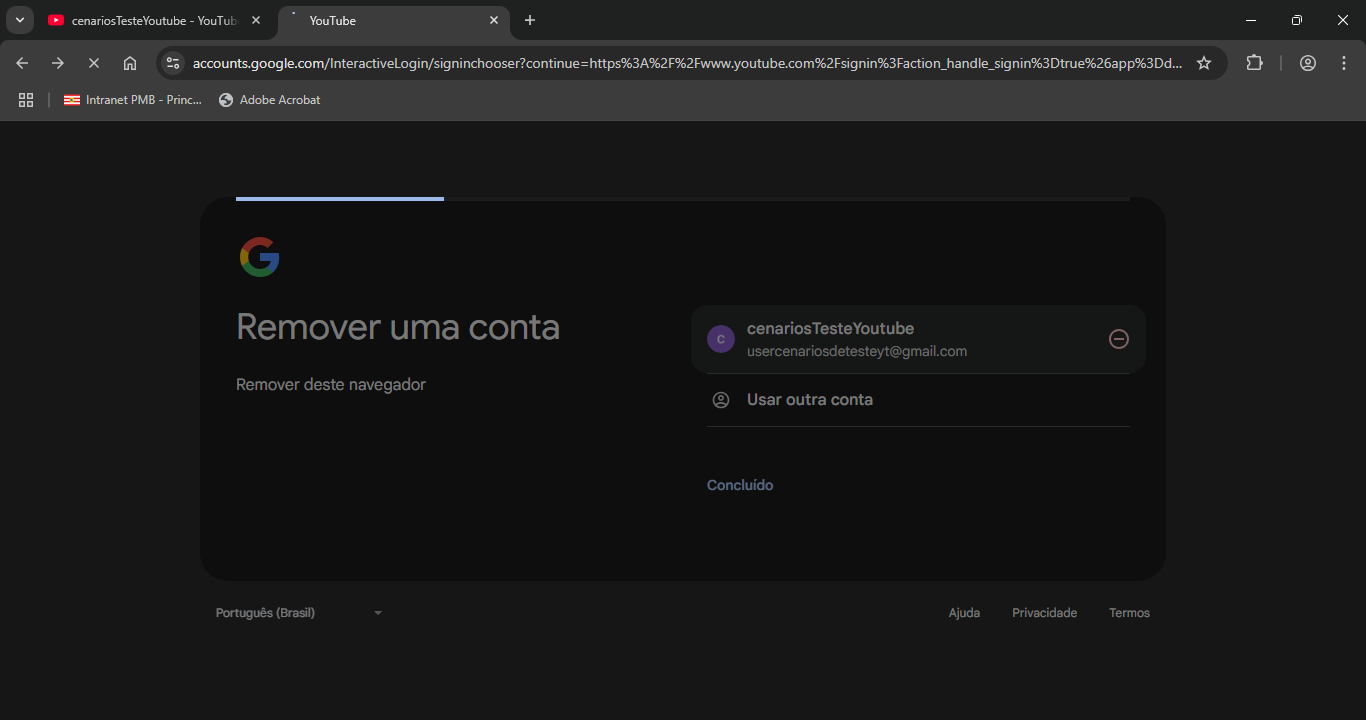 cenariosTesteYoutube - YouTub
YouTube
accounts.google.com/InteractiveLogin/signinchooser?continue=https%3A%2F%2Fwww.youtube.com%2Fsignin%3Faction_handle_signin%3Dtrue%26app%3Dd...
Intranet PMB - Princ...
Adobe Acrobat
Remover uma conta
Remover deste navegador
C
cenariosTesteYoutube
usercenariosdetesteyt@gmail.com
Usar outra conta
Concluído
Português (Brasil)
Ajuda
Privacidade
Termos